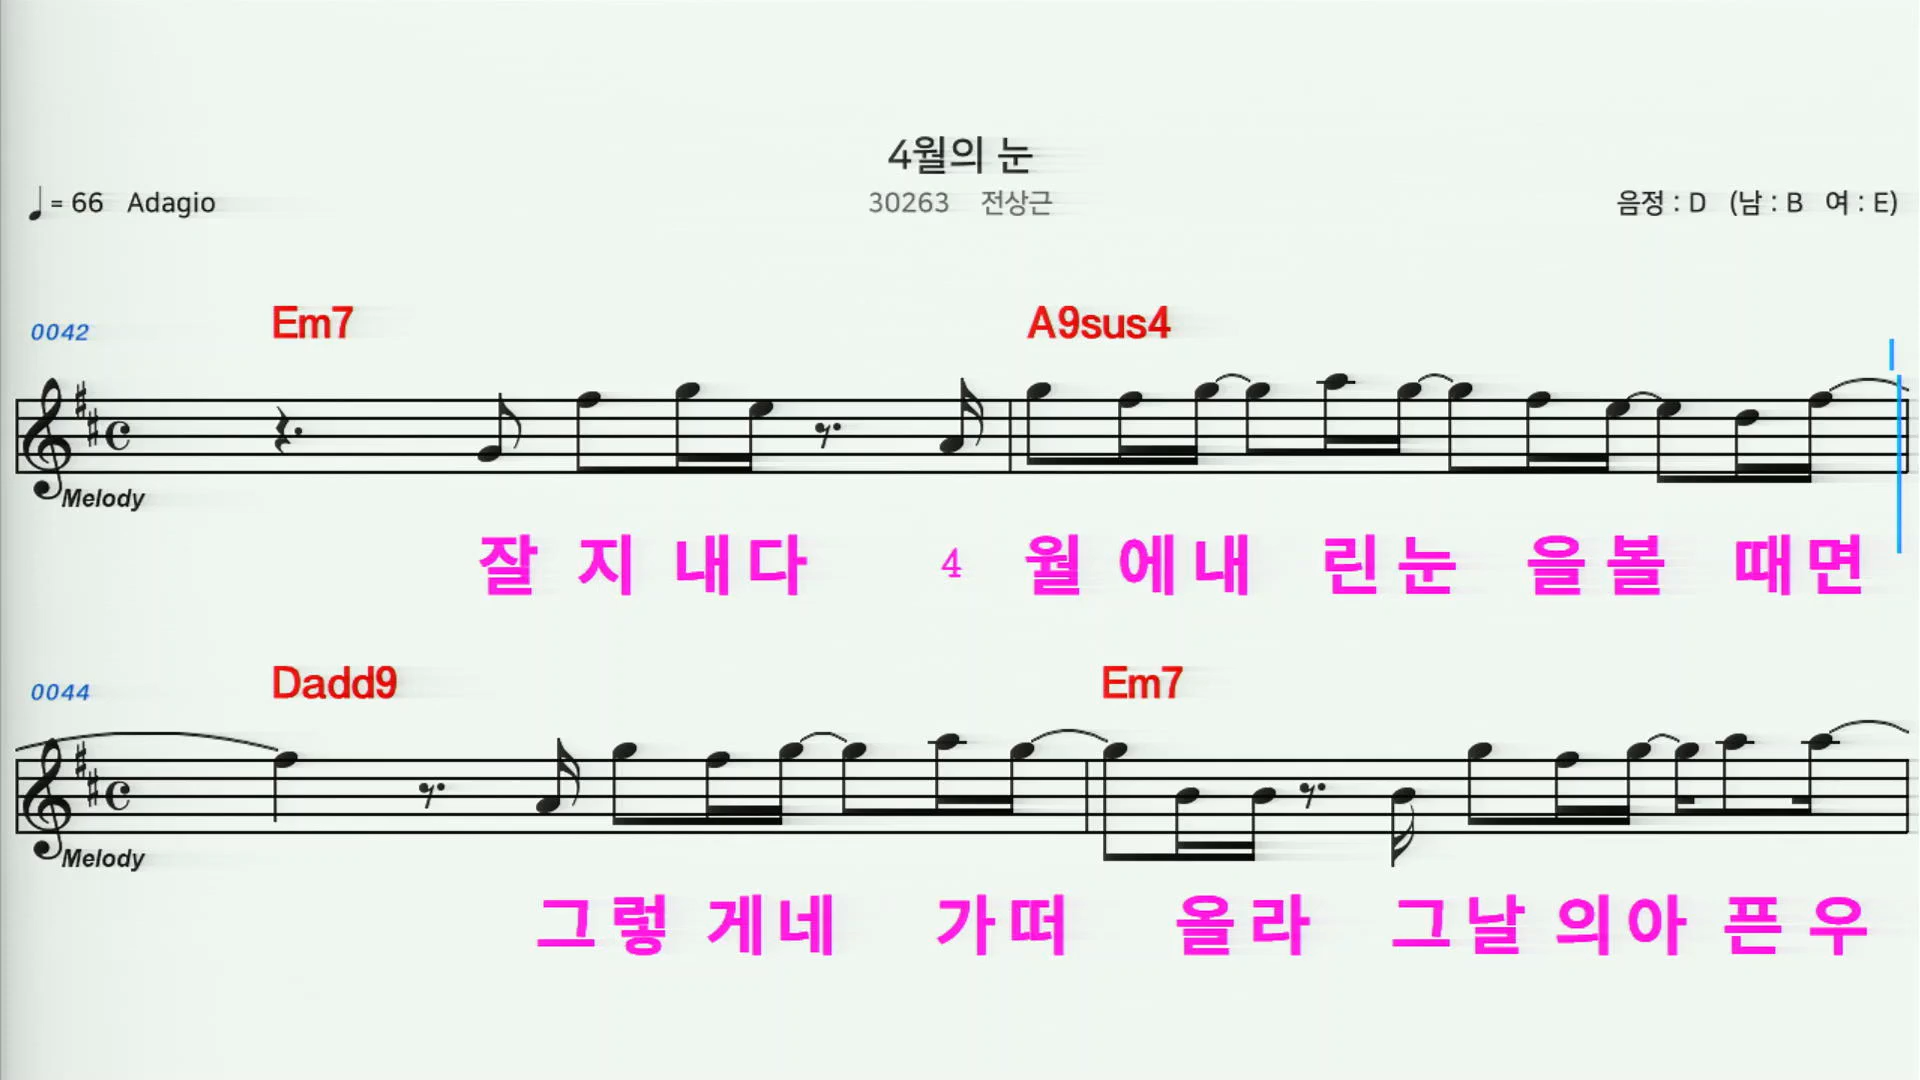 4월의 눈
♩= 66 Adagio 30263 전상근 음정 : D (남 : B 여 : E)
0042 Em7 A9sus4
Melody
잘 지 내 다 4 월 에 내 린 눈 을 볼 때 면
0044 Dadd9 Em7
Melody
그 렇 게 네 가 떠 올 라 그 날 의 아 픈 우